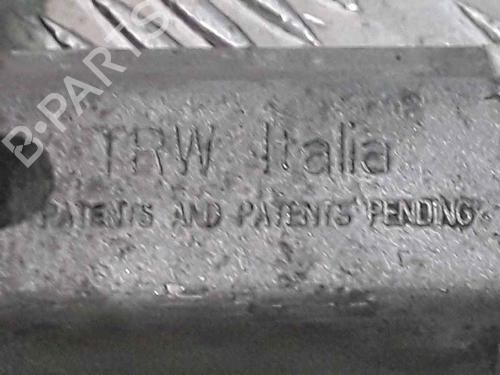 B-PARTS
TRW Italia
PATENTS AND PATENTS PENDING